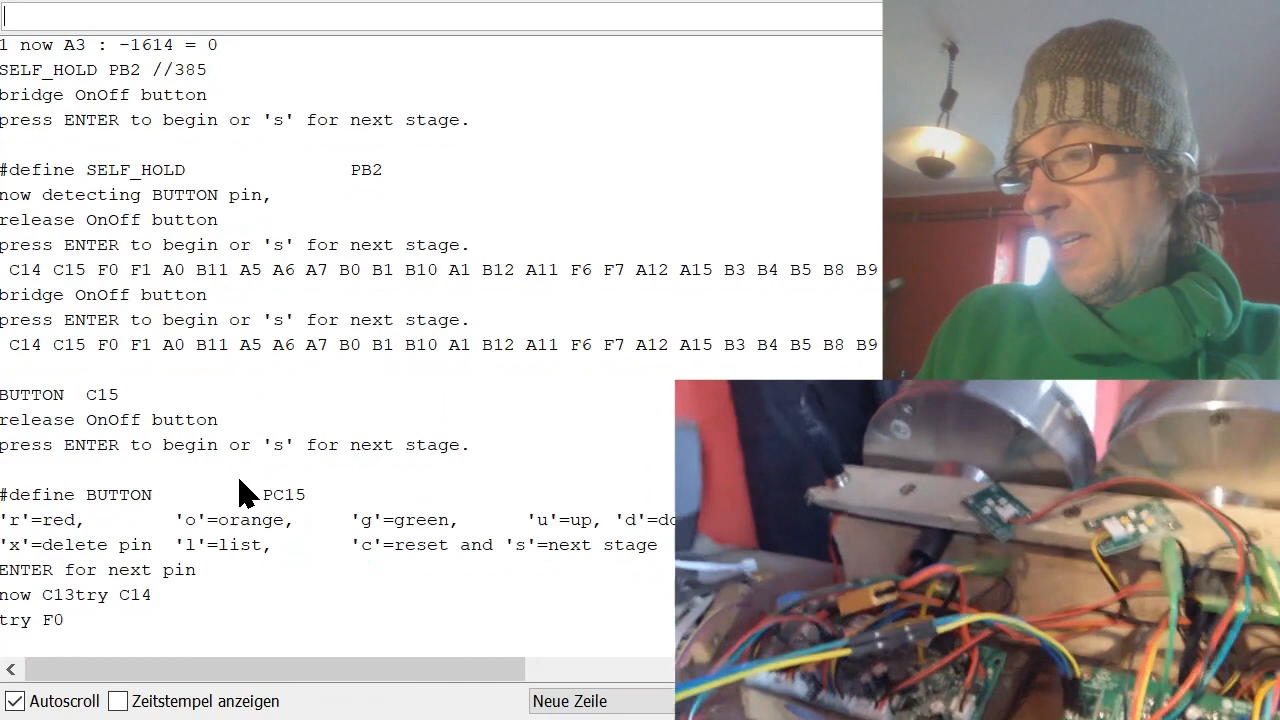 1 now A3 : -1614 = 0
SELF_HOLD PB2 //385
bridge OnOff button
press ENTER to begin or 's' for next stage.
#define SELF_HOLD PB2
now detecting BUTTON pin,
release OnOff button
press ENTER to begin or 's' for next stage.
C14 C15 F0 F1 A0 B11 A5 A6 A7 B0 B1 B10 A1 B12 A11 F6 F7 A12 A15 B3 B4 B5 B8 B9
bridge OnOff button
press ENTER to begin or 's' for next stage.
C14 C15 F0 F1 A0 B11 A5 A6 A7 B0 B1 B10 A1 B12 A11 F6 F7 A12 A15 B3 B4 B5 B8 B9
BUTTON C15
release OnOff button
press ENTER to begin or 's' for next stage.
#define BUTTON PC15
'r'=red, 'o'=orange, 'g'=green, 'u'=up, 'd'=do
'x'=delete pin 'l'=list, 'c'=reset and 's'=next stage
ENTER for next pin
now C13try C14
try F0
Autoscroll Zeitstempel anzeigen Neue Zeile